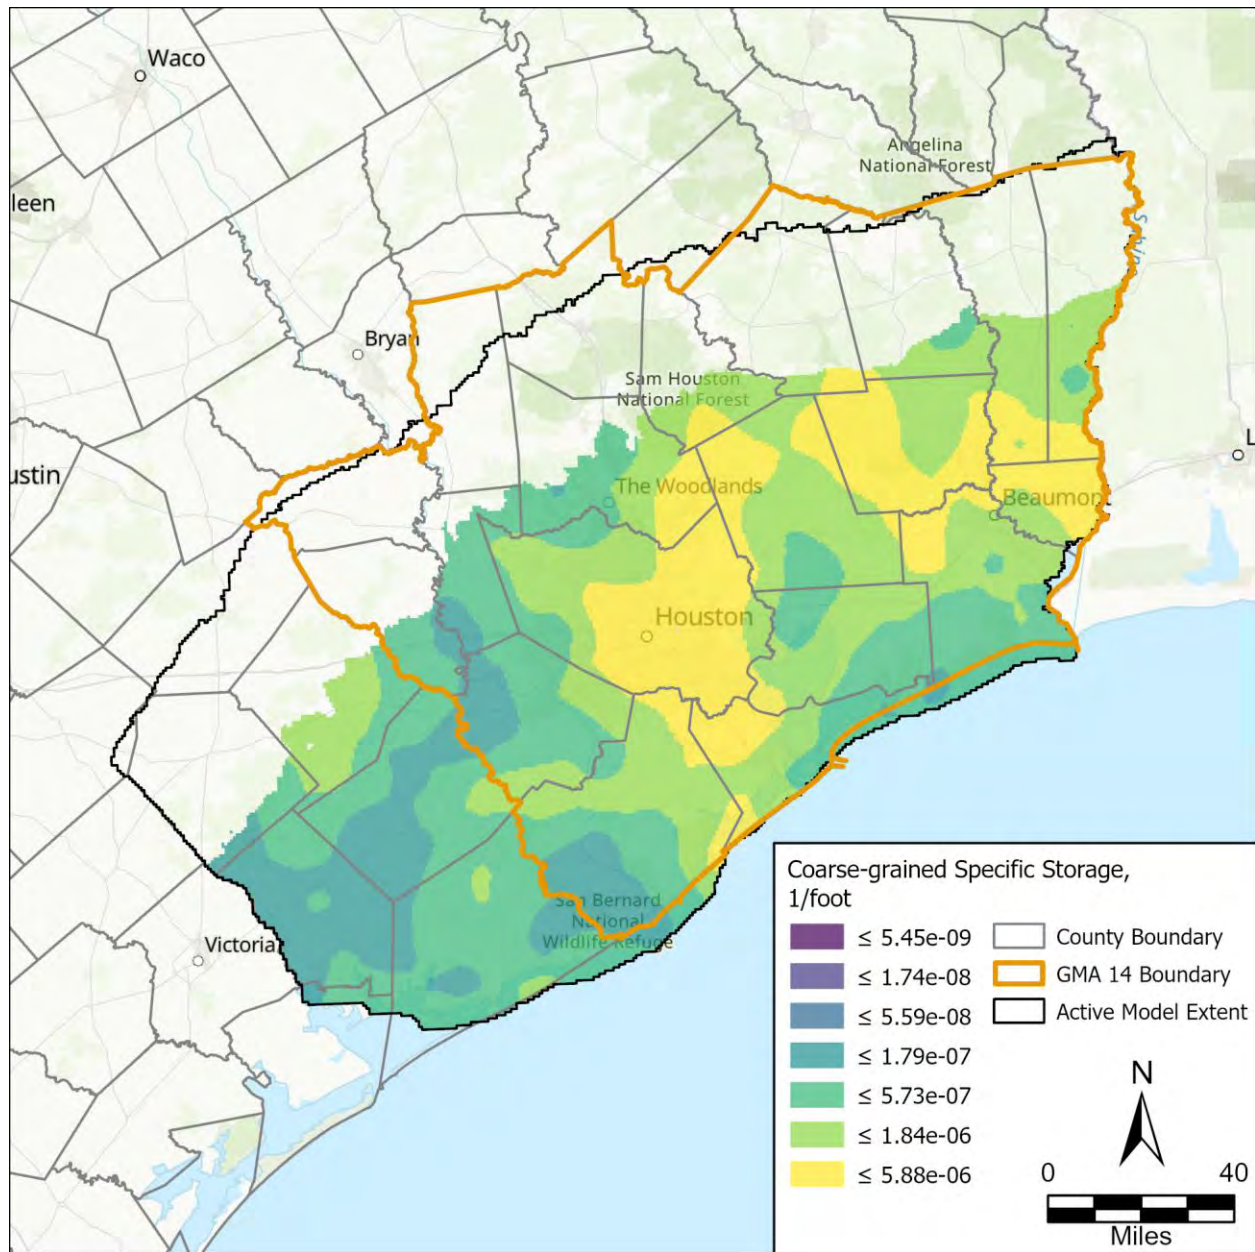 Waco
Angelina
National Forest
leen
Bryan
Sam Houston
National Forest
ustin
L
The Woodlands
Beaumon
Houston
San Bernard
National
Wildlife Refuge
Victoria
Coarse-grained Specific Storage,
1/foot
≤ 5.45e-09
≤ 1.74e-08
≤ 5.59e-08
≤ 1.79e-07
≤ 5.73e-07
≤ 1.84e-06
≤ 5.88e-06
County Boundary
GMA 14 Boundary
Active Model Extent
N
0 40
Miles